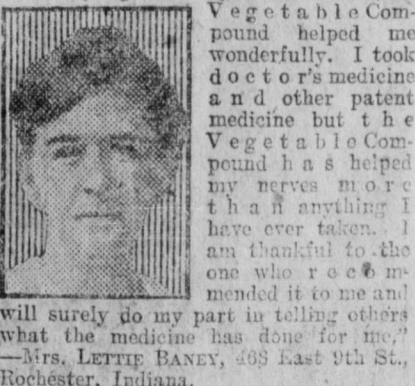 Vegetable Com-
pound helped me
wonderfully. I took
doctor's medicine
and other patent
medicine but the
Vegetable Com-
pound has helped
my nerves more
than anything I
have ever taken. I
am thankful to the
one who recom-
mended it to me and
will surely do my part in telling others
what the medicine has done for me."
—Mrs. LETTIE BANEY, 468 East 9th St.,
Rochester, Indiana.